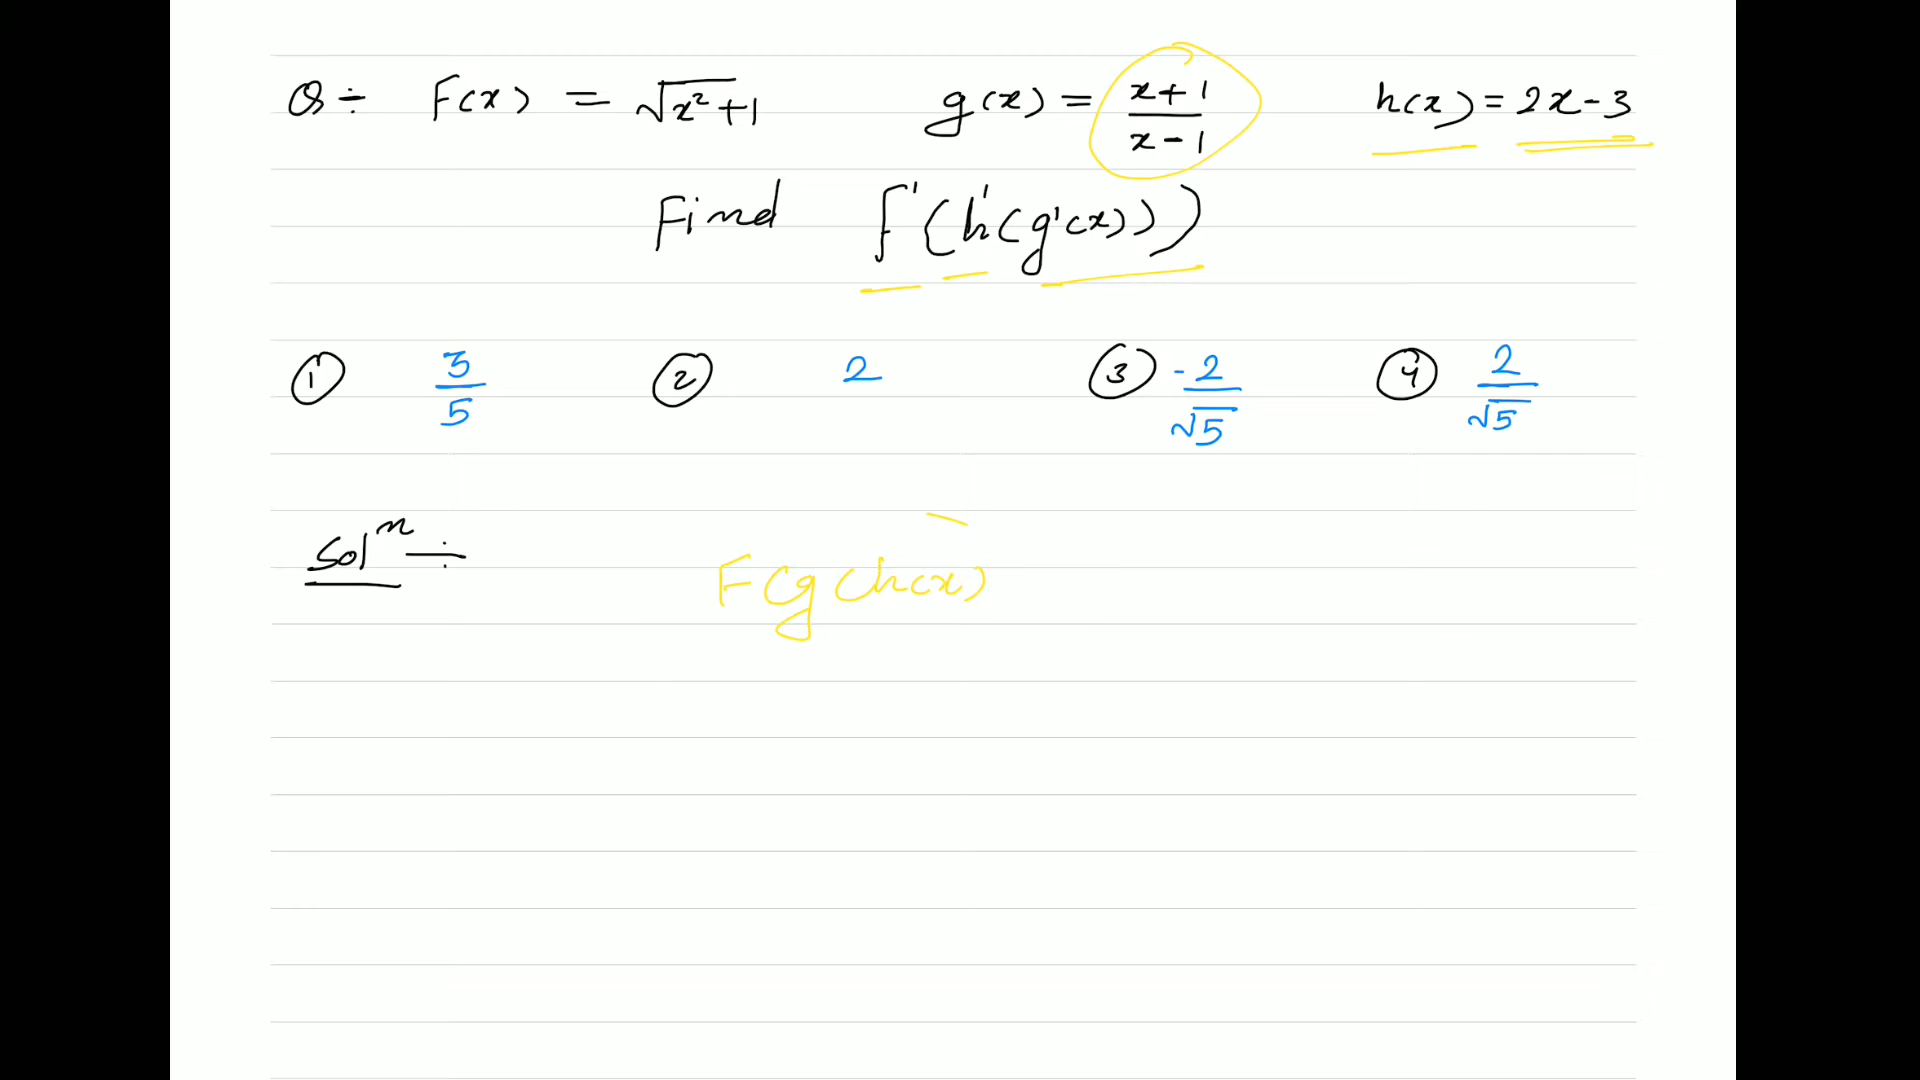 Q÷ F(x) = √x²+1 g(x) = x+1/x-1 h(x) = 2x-3
Find f'(h'(g'(x)))
① 3/5 ② 2 ③ -2/√5 ④ 2/√5
Solⁿ÷ F(g(h(x)